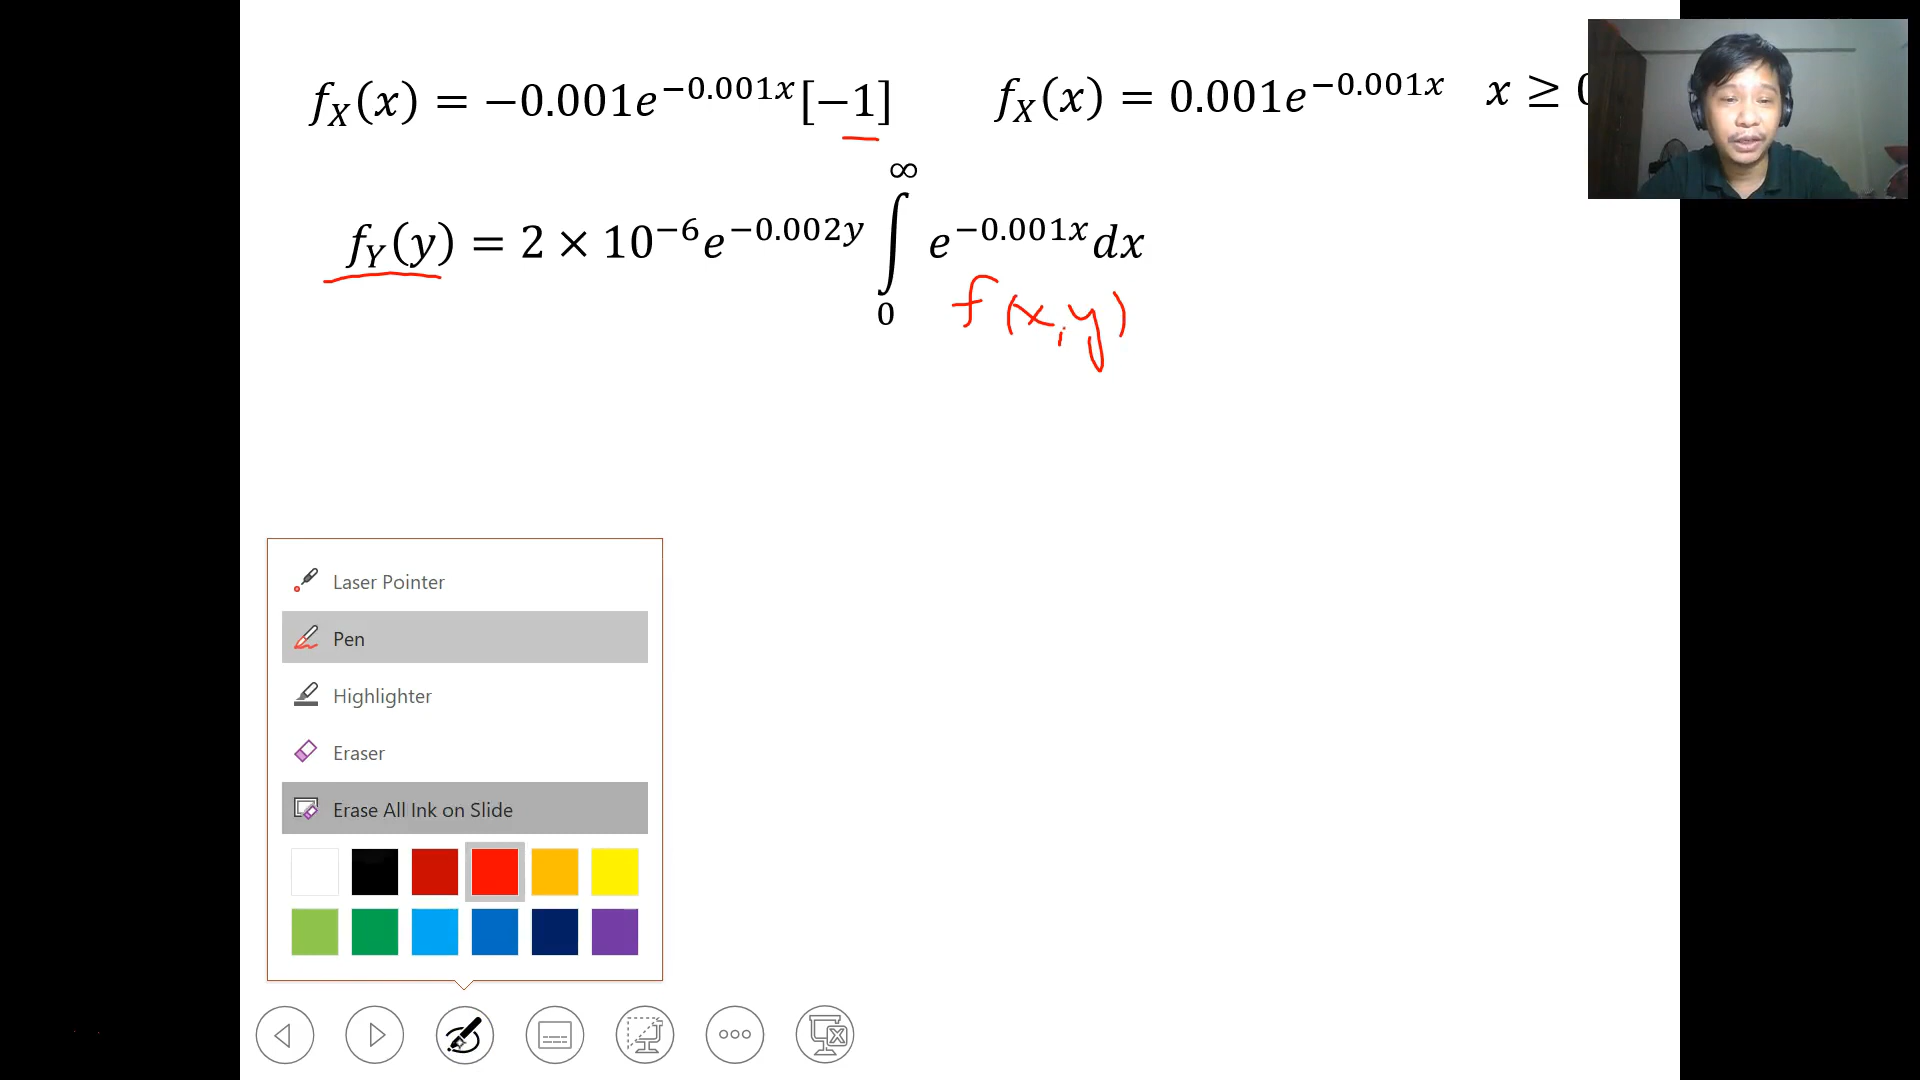 f_X(x) = −0.001e^{−0.001x}[−1] f_X(x) = 0.001e^{−0.001x} x ≥ 0
f_Y(y) = 2 × 10^{−6}e^{−0.002y} ∫_0^∞ e^{−0.001x}dx
f(x,y)
Laser Pointer
Pen
Highlighter
Eraser
Erase All Ink on Slide